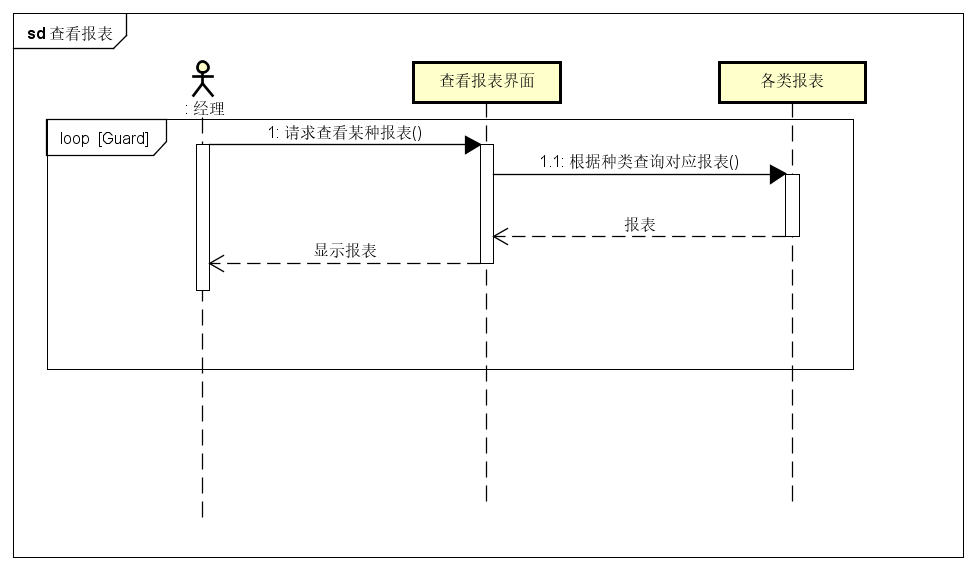 sd 查看报表
查看报表界面
各类报表
: 经理
loop [Guard]
1: 请求查看某种报表()
1.1: 根据种类查询对应报表()
报表
显示报表